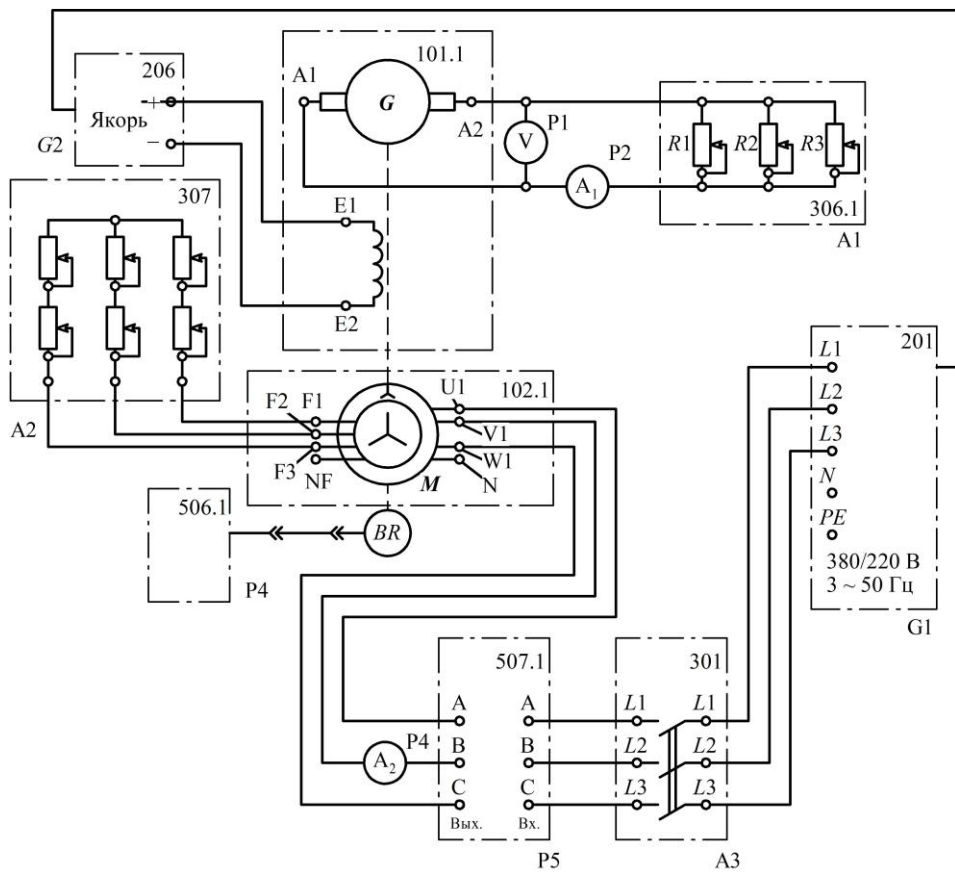 206
+
Якорь
−
G2
101.1
A1
G
A2
P1
V
P2
A1
R1
R2
R3
306.1
A1
307
E1
E2
A2
102.1
F2
F1
F3
NF
M
U1
V1
W1
N
506.1
BR
P4
201
L1
L2
L3
N
PE
380/220 В
3 ~ 50 Гц
G1
507.1
A
A
B
B
C
C
Вых.
Вх.
P5
P4
A2
301
L1
L1
L2
L2
L3
L3
A3